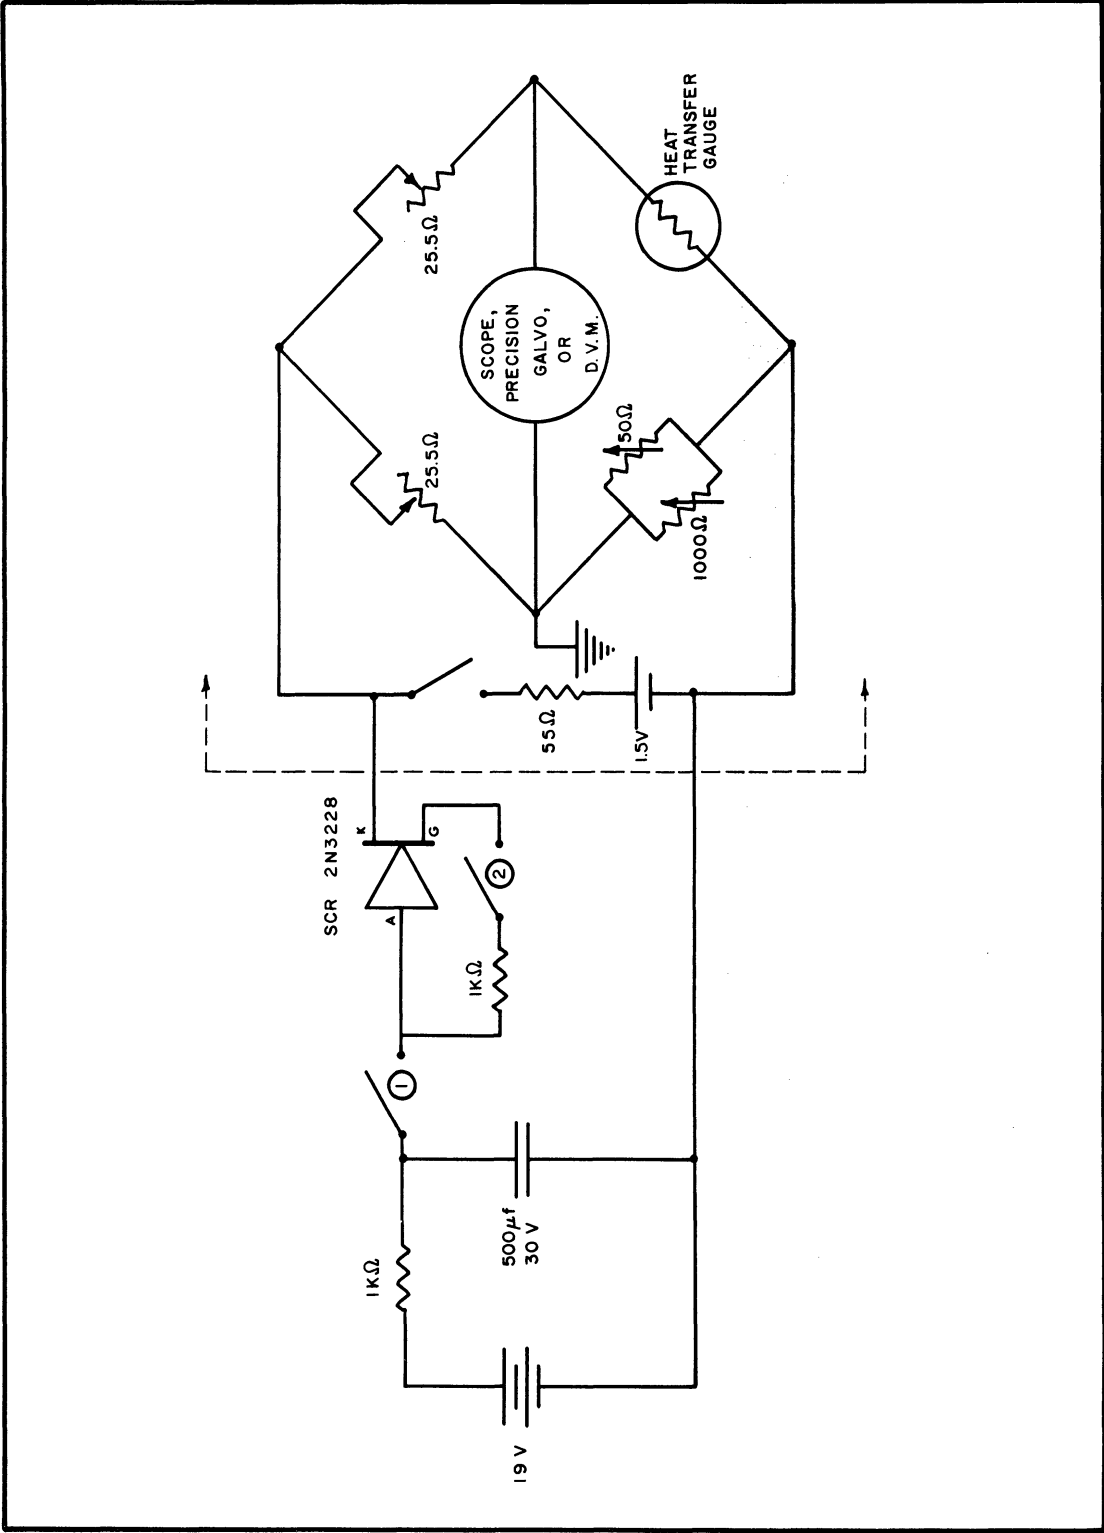 19 V
1KΩ
500μf
30 V
1
1KΩ
2
SCR 2N3228
A
K
G
55Ω
1.5V
25.5Ω
25.5Ω
SCOPE,
PRECISION
GALVO,
OR
D.V.M.
50Ω
1000Ω
HEAT
TRANSFER
GAUGE